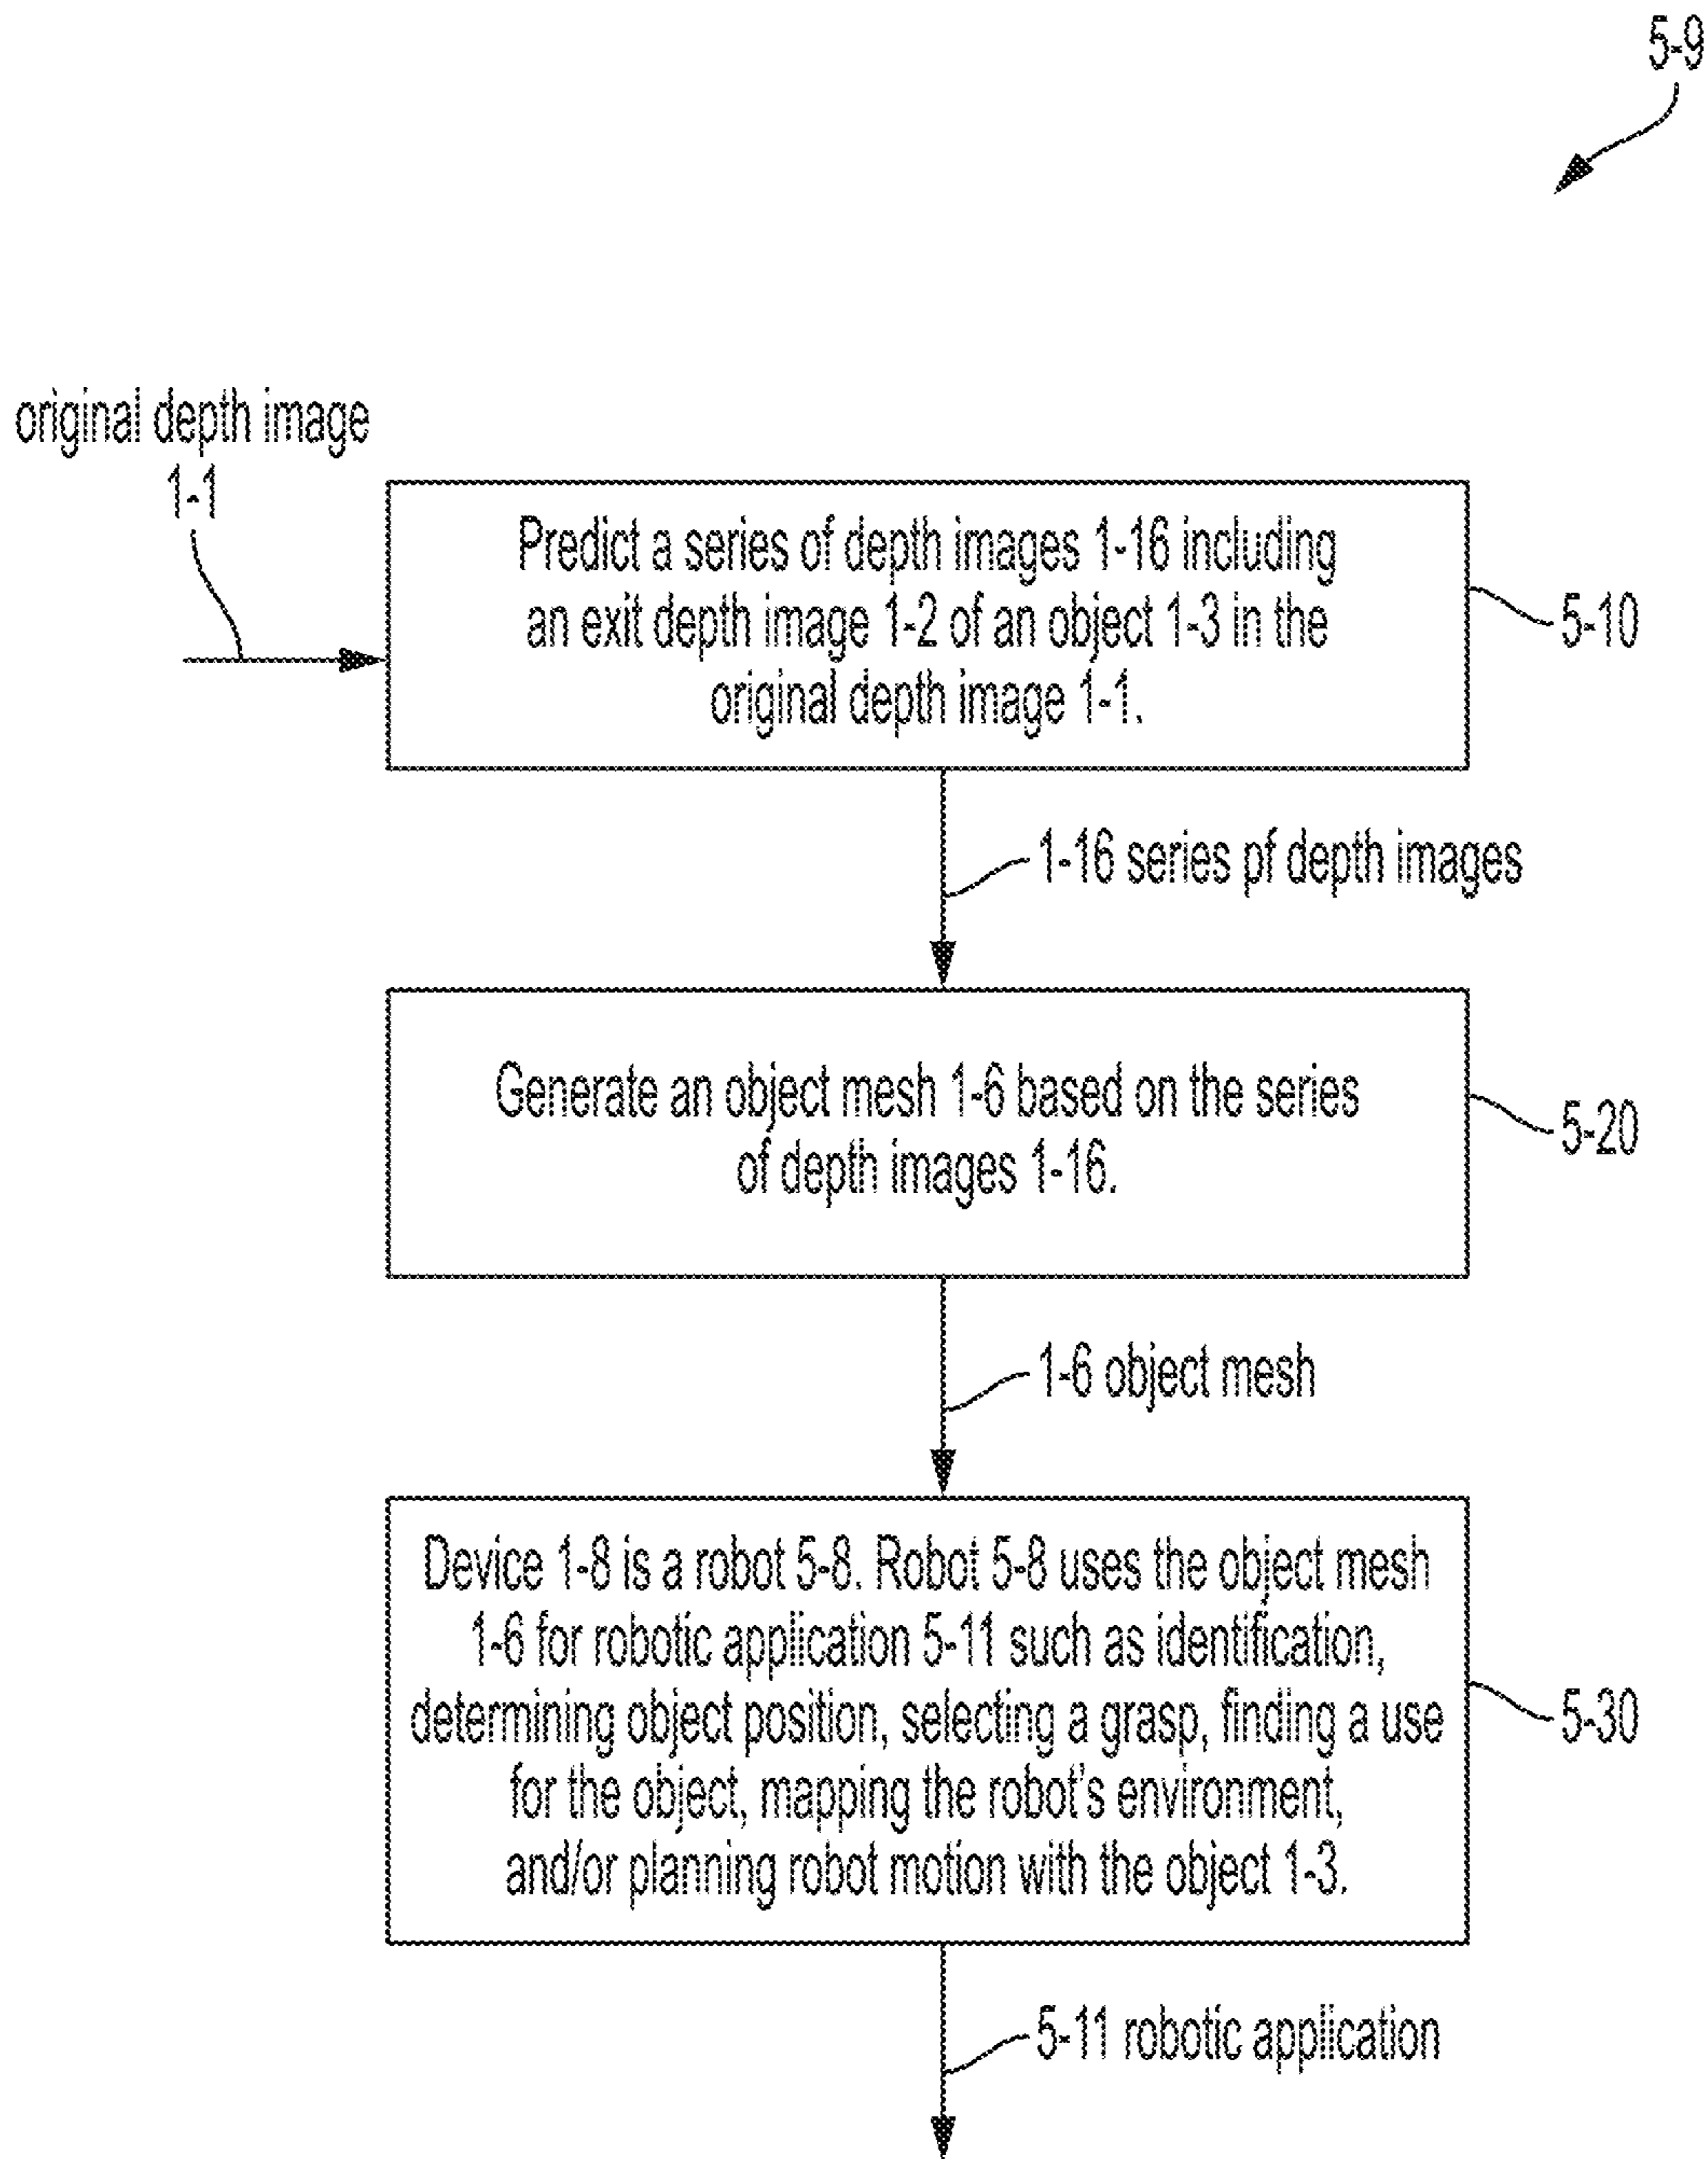 5-9
original depth image
1-1
Predict a series of depth images 1-16 including
an exit depth image 1-2 of an object 1-3 in the
original depth image 1-1.
5-10
1-16 series pf depth images
Generate an object mesh 1-6 based on the series
of depth images 1-16.
5-20
1-6 object mesh
Device 1-8 is a robot 5-8. Robot 5-8 uses the object mesh
1-6 for robotic application 5-11 such as identification,
determining object position, selecting a grasp, finding a use
for the object, mapping the robot's environment,
and/or planning robot motion with the object 1-3.
5-30
5-11 robotic application